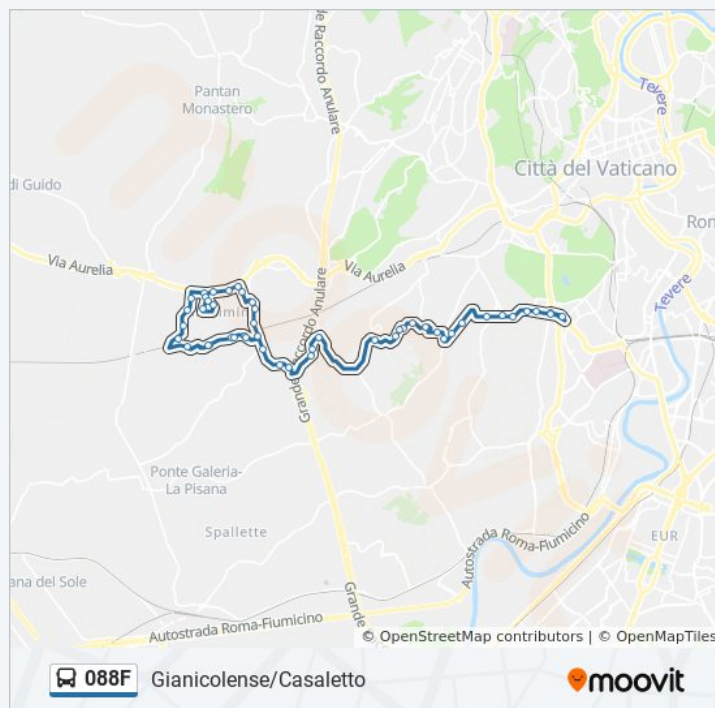 de Raccordo Anulare
Pantan
Monastero
Tevere
Città del Vaticano
di Guido
Rom
Via Aurelia
Via Aurelia
Tevere
Grande Raccordo Anulare
Ponte Galeria-
La Pisana
Spallette
Autostrada Roma-Fiumicino
EUR
ana del Sole
Grande
Autostrada Roma-Fiumicino
© OpenStreetMap contributors | © OpenMapTiles
088F Gianicolense/Casaletto
moovit